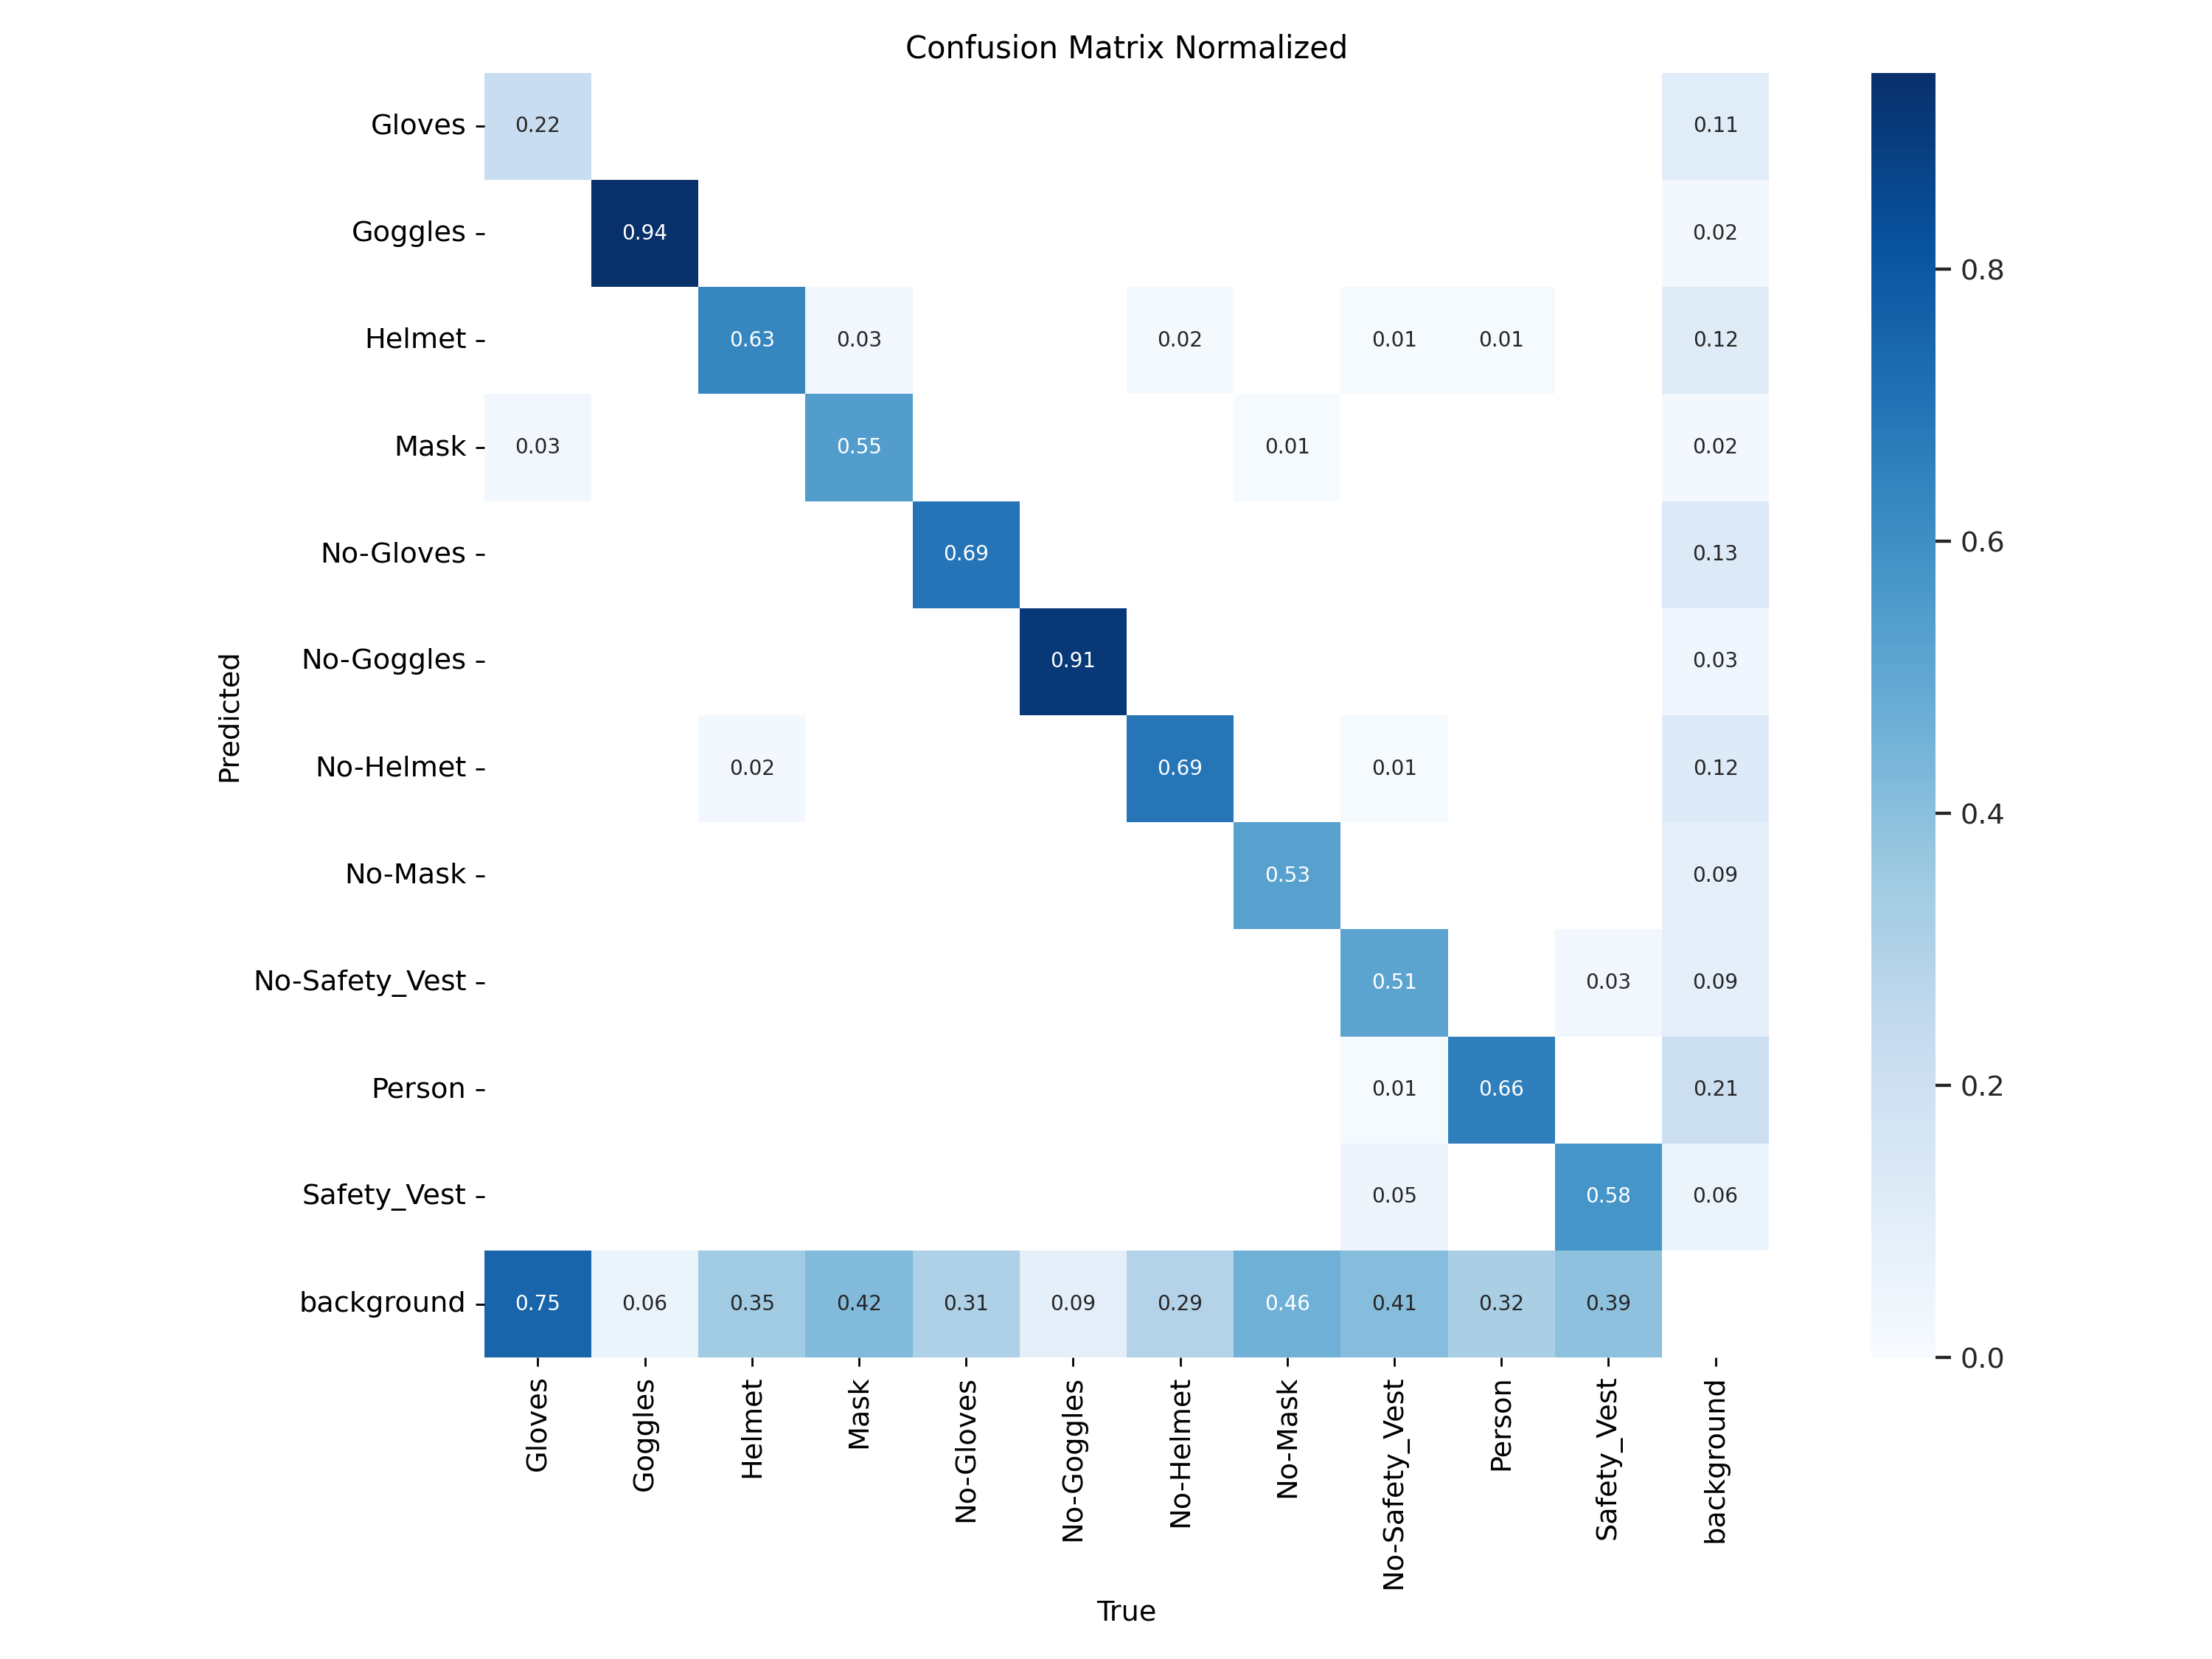 Confusion Matrix Normalized
Gloves 0.22 0.11
Goggles 0.94 0.02
Helmet 0.63 0.03 0.02 0.01 0.01 0.12
Mask 0.03 0.55 0.01 0.02
No-Gloves 0.69 0.13
No-Goggles 0.91 0.03
No-Helmet 0.02 0.69 0.01 0.12
No-Mask 0.53 0.09
No-Safety_Vest 0.51 0.03 0.09
Person 0.01 0.66 0.21
Safety_Vest 0.05 0.58 0.06
background 0.75 0.06 0.35 0.42 0.31 0.09 0.29 0.46 0.41 0.32 0.39
Predicted
Gloves
Goggles
Helmet
Mask
No-Gloves
No-Goggles
No-Helmet
No-Mask
No-Safety_Vest
Person
Safety_Vest
background
True
0.8
0.6
0.4
0.2
0.0